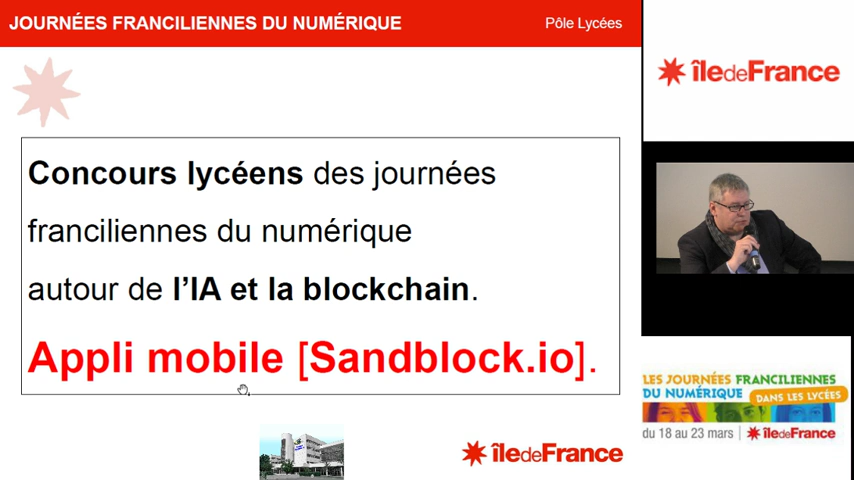 JOURNÉES FRANCILIENNES DU NUMÉRIQUE
Pôle Lycées
Concours lycéens des journées
franciliennes du numérique
autour de l’IA et la blockchain.
Appli mobile [Sandblock.io].
îledeFrance
îledeFrance
LES JOURNÉES FRANCILIENNES
DU NUMÉRIQUE DANS LES LYCÉES
du 18 au 23 mars | îledeFrance